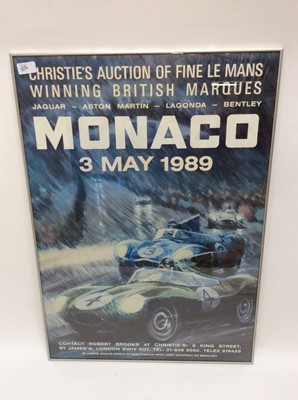 CHRISTIE'S AUCTION OF FINE LE MANS
WINNING BRITISH MARQUES
JAGUAR – ASTON MARTIN – LAGONDA – BENTLEY
MONACO
3 MAY 1989
4
CONTACT ROBERT BROOKS AT CHRISTIE'S: 8 KING STREET,
ST JAMES'S, LONDON SW1Y 6QT. TEL: 01-839 9060. TELEX 916429